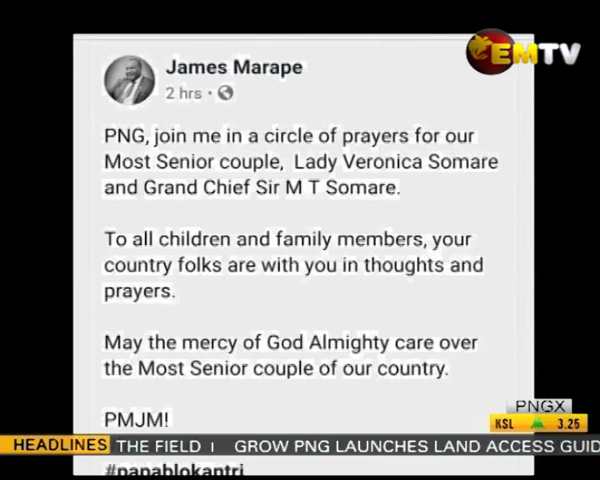 EMTV
James Marape
2 hrs ·
PNG, join me in a circle of prayers for our
Most Senior couple, Lady Veronica Somare
and Grand Chief Sir M T Somare.
To all children and family members, your
country folks are with you in thoughts and
prayers.
May the mercy of God Almighty care over
the Most Senior couple of our country.
PMJM!
PNGX
KSL 3.25
HEADLINES THE FIELD | GROW PNG LAUNCHES LAND ACCESS GUID
#papablokantri